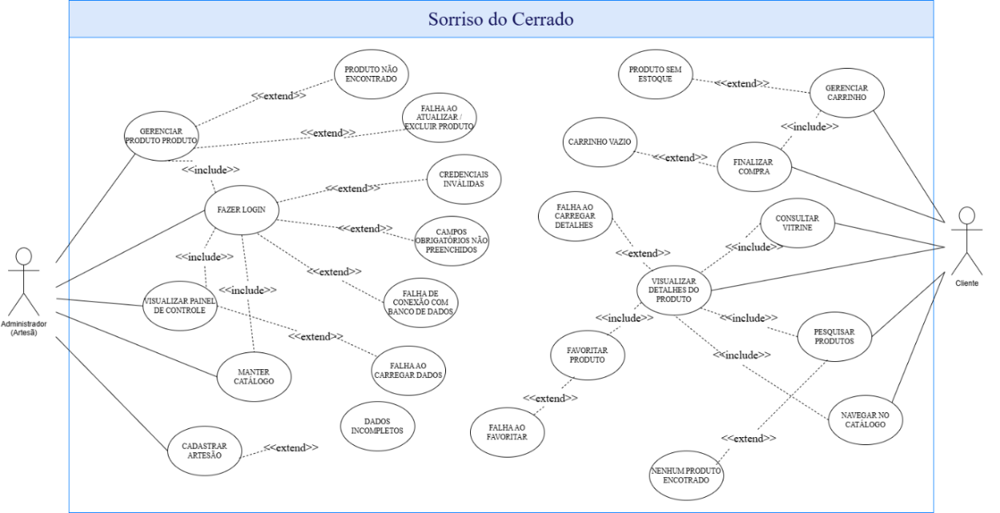 Sorriso do Cerrado
PRODUTO NÃO
ENCONTRADO
<<extend>>
FALHA AO
ATUALIZAR /
EXCLUIR PRODUTO
<<extend>>
GERENCIAR
PRODUTO PRODUTO
<<include>>
CREDENCIAIS
INVÁLIDAS
<<extend>>
FAZER LOGIN
CAMPOS
OBRIGATÓRIOS NÃO
PREENCHIDOS
<<extend>>
<<include>>
<<extend>>
<<include>>
FALHA DE
CONEXÃO COM
BANCO DE DADOS
VISUALIZAR PAINEL
DE CONTROLE
<<extend>>
Administrador
(Artesã)
MANTER
CATÁLOGO
FALHA AO
CARREGAR DADOS
DADOS
INCOMPLETOS
CADASTRAR
ARTESÃO
<<extend>>
PRODUTO SEM
ESTOQUE
<<extend>>
GERENCIAR
CARRINHO
<<include>>
CARRINHO VAZIO
<<extend>>
FINALIZAR
COMPRA
FALHA AO
CARREGAR
DETALHES
CONSULTAR
VITRINE
<<extend>>
<<include>>
Cliente
VISUALIZAR
DETALHES DO
PRODUTO
<<include>>
<<include>>
PESQUISAR
PRODUTOS
FAVORITAR
PRODUTO
<<include>>
<<extend>>
FALHA AO
FAVORITAR
NAVEGAR NO
CATÁLOGO
<<extend>>
NENHUM PRODUTO
ENCOTRADO